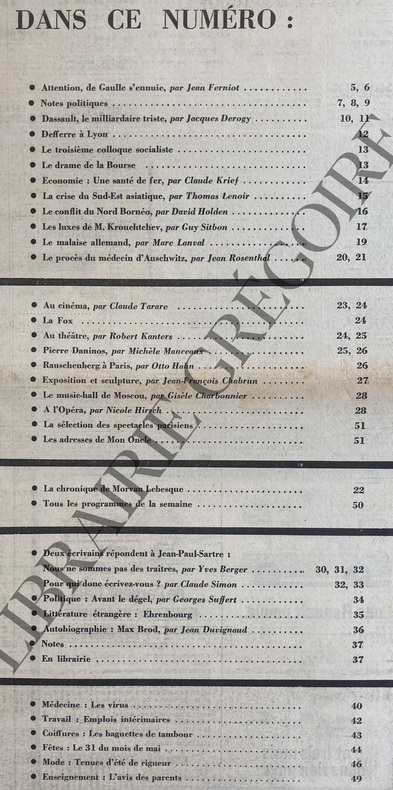 DANS CE NUMÉRO :
● Attention, de Gaulle s'ennuie, par Jean Ferniot .......... 5, 6
● Notes politiques .......... 7, 8, 9
● Dassault, le milliardaire triste, par Jacques Derogy .......... 10, 11
● Defferre à Lyon .......... 12
● Le troisième colloque socialiste .......... 13
● Le drame de la Bourse .......... 13
● Economie : Une santé de fer, par Claude Krief .......... 14
● La crise du Sud-Est asiatique, par Thomas Lenoir .......... 15
● Le conflit du Nord Bornéo, par David Holden .......... 16
● Les luxes de M. Krouchtchev, par Guy Sitbon .......... 17
● Le malaise allemand, par Marc Lanval .......... 19
● Le procès du médecin d'Auschwitz, par Jean Rosenthal ...... 20, 21
● Au cinéma, par Claude Tarare .......... 23, 24
● La Fox .......... 24
● Au théâtre, par Robert Kanters .......... 24, 25
● Pierre Daninos, par Michèle Manceaux .......... 25, 26
● Rauschenberg à Paris, par Otto Hahn .......... 26
● Exposition et sculpture, par Jean-François Chabrun .......... 27
● Le music-hall de Moscou, par Gisèle Charbonnier .......... 28
● A l'Opéra, par Nicole Hirsch .......... 28
● La sélection des spectacles parisiens .......... 51
● Les adresses de Mon Oncle .......... 51
● La chronique de Morvan Lebesque .......... 22
● Tous les programmes de la semaine .......... 50
● Deux écrivains répondent à Jean-Paul-Sartre :
Nous ne sommes pas des traîtres, par Yves Berger .......... 30, 31, 32
Pour qui donc écrivez-vous ? par Claude Simon .......... 32, 33
● Politique : Avant le dégel, par Georges Suffert .......... 34
● Littérature étrangère : Ehrenbourg .......... 35
● Autobiographie : Max Brod, par Jean Duvignaud .......... 36
● Notes .......... 37
● En librairie .......... 37
● Médecine : Les virus .......... 40
● Travail : Emplois intérimaires .......... 42
● Coiffures : Les baguettes de tambour .......... 43
● Fêtes : Le 31 du mois de mai .......... 44
● Mode : Tenues d'été de rigueur .......... 46
● Enseignement : L'avis des parents .......... 49
LIBRAIRIE GRÉGOIRE